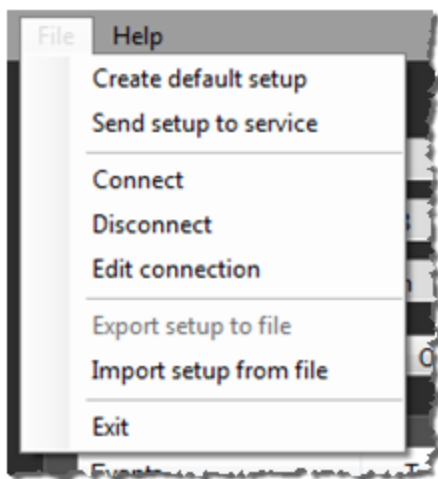 File Help
Create default setup
Send setup to service
Connect
Disconnect
Edit connection
Export setup to file
Import setup from file
Exit
Events